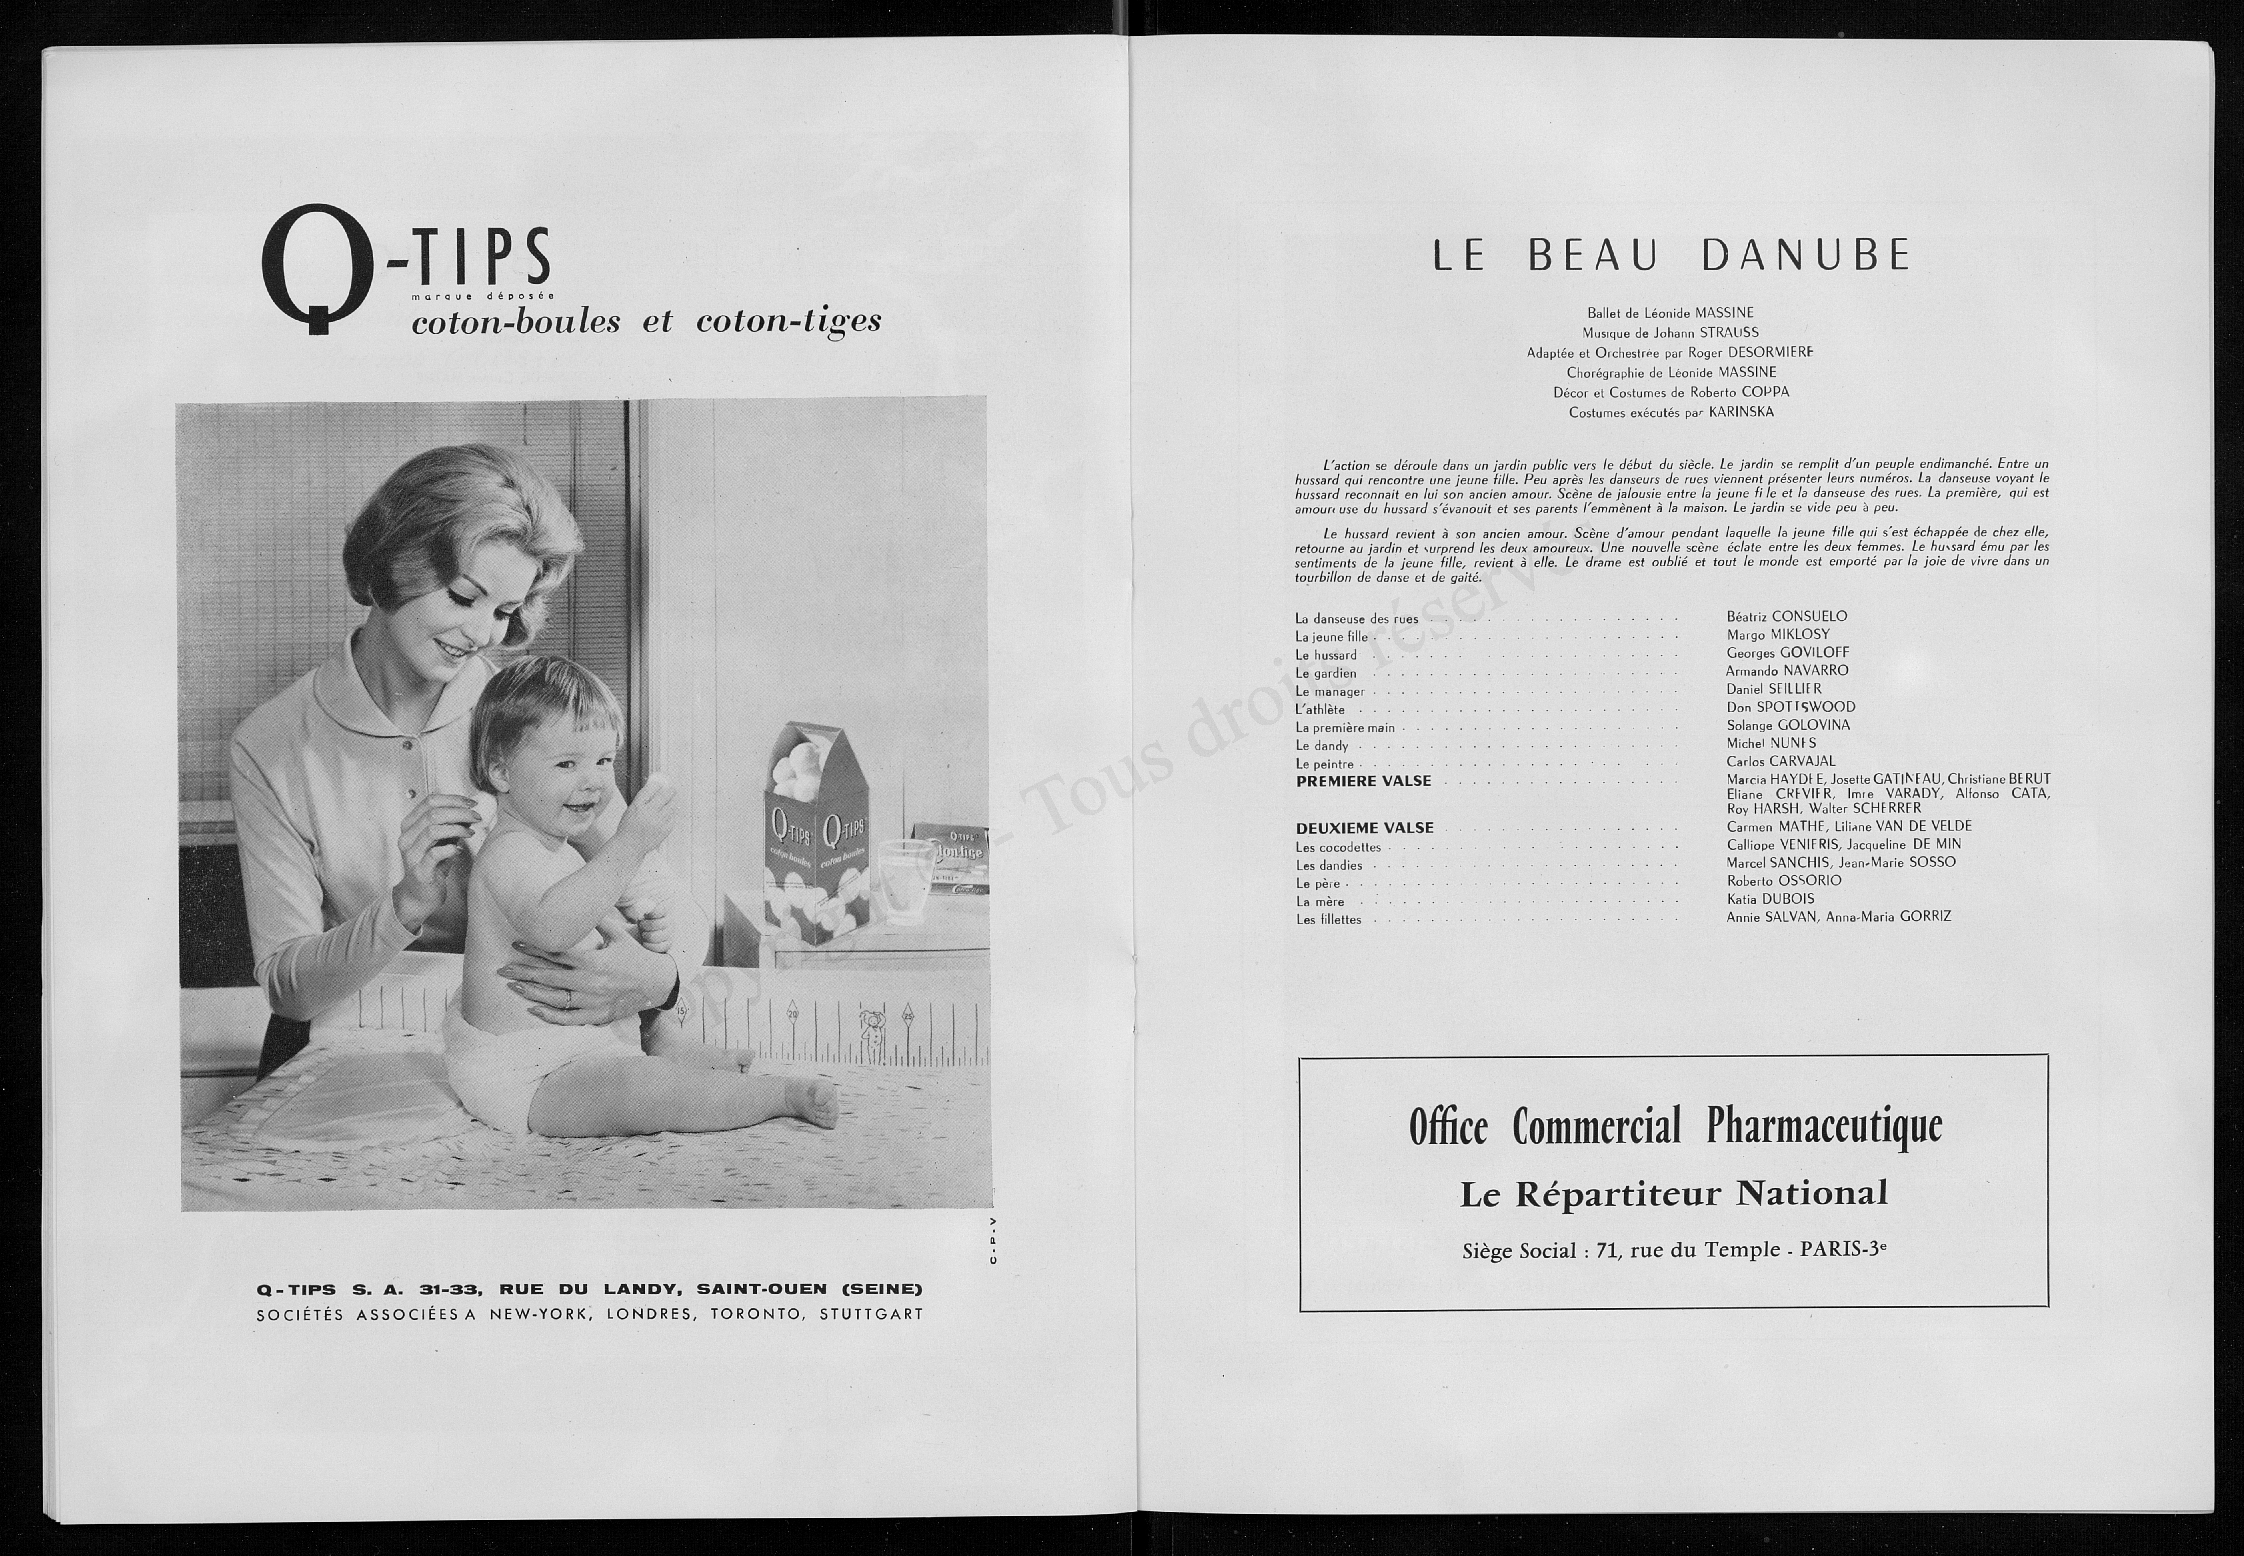 Q-TIPS
marque déposée
coton-boules et coton-tiges
Q-TIPS
coton boules
Q-TIPS
coton boules
Q-TIPS
15
20
25
C-P-V
Q-TIPS S. A. 31-33, RUE DU LANDY, SAINT-OUEN (SEINE)
SOCIÉTÉS ASSOCIÉES A NEW-YORK, LONDRES, TORONTO, STUTTGART
LE BEAU DANUBE
Ballet de Léonide MASSINE
Musique de Johann STRAUSS
Adaptée et Orchestrée par Roger DESORMIERE
Chorégraphie de Léonide MASSINE
Décor et Costumes de Roberto COPPA
Costumes exécutés par KARINSKA
L'action se déroule dans un jardin public vers le début du siècle. Le jardin se remplit d'un peuple endimanché. Entre un
hussard qui rencontre une jeune fille. Peu après les danseurs de rues viennent présenter leurs numéros. La danseuse voyant le
hussard reconnait en lui son ancien amour. Scène de jalousie entre la jeune fille et la danseuse des rues. La première, qui est
amoureuse du hussard s'évanouit et ses parents l'emmènent à la maison. Le jardin se vide peu à peu.
Le hussard revient à son ancien amour. Scène d'amour pendant laquelle la jeune fille qui s'est échappée de chez elle,
retourne au jardin et surprend les deux amoureux. Une nouvelle scène éclate entre les deux femmes. Le hussard ému par les
sentiments de la jeune fille, revient à elle. Le drame est oublié et tout le monde est emporté par la joie de vivre dans un
tourbillon de danse et de gaité.
La danseuse des rues . . . . . Béatriz CONSUELO
La jeune fille . . . . . Margo MIKLOSY
Le hussard . . . . . Georges GOVILOFF
Le gardien . . . . . Armando NAVARRO
Le manager . . . . . Daniel SEILLIER
L'athlète . . . . . Don SPOTTSWOOD
La première main . . . . . Solange GOLOVINA
Le dandy . . . . . Michel NUNES
Le peintre . . . . . Carlos CARVAJAL
PREMIERE VALSE . . . . . Marcia HAYDEE, Josette GATINEAU, Christiane BERUT
Eliane CREVIER, Imre VARADY, Alfonso CATA,
Roy HARSH, Walter SCHERRER
DEUXIEME VALSE . . . . . Carmen MATHE, Liliane VAN DE VELDE
Les cocodettes . . . . . Calliope VENIERIS, Jacqueline DE MIN
Les dandies . . . . . Marcel SANCHIS, Jean-Marie SOSSO
Le père . . . . . Roberto OSSORIO
La mère . . . . . Katia DUBOIS
Les fillettes . . . . . Annie SALVAN, Anna-Maria GORRIZ
Office Commercial Pharmaceutique
Le Répartiteur National
Siège Social : 71, rue du Temple - PARIS-3e
Copyright © - Tous droits réservés.